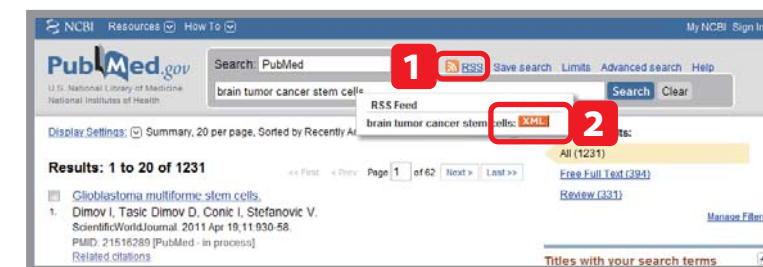 NCBI Resources How To My NCBI Sign In
PubMed.gov
U.S. National Library of Medicine
National Institutes of Health
Search: PubMed
1
RSS Save search Limits Advanced search Help
brain tumor cancer stem cells
Search Clear
RSS Feed
brain tumor cancer stem cells: XML
2
Display Settings: Summary, 20 per page, Sorted by Recently
All (1231)
Free Full Text (394)
Review (331)
Manage Filter
Results: 1 to 20 of 1231
<< First < Prev Page 1 of 62 Next > Last >>
Glioblastoma multiforme stem cells.
1. Dimov I, Tasic Dimov D, Conic I, Stefanovic V.
ScientificWorldJournal. 2011 Apr 19;11:930-58.
PMID: 21516289 [PubMed - in process]
Related citations
Titles with your search terms